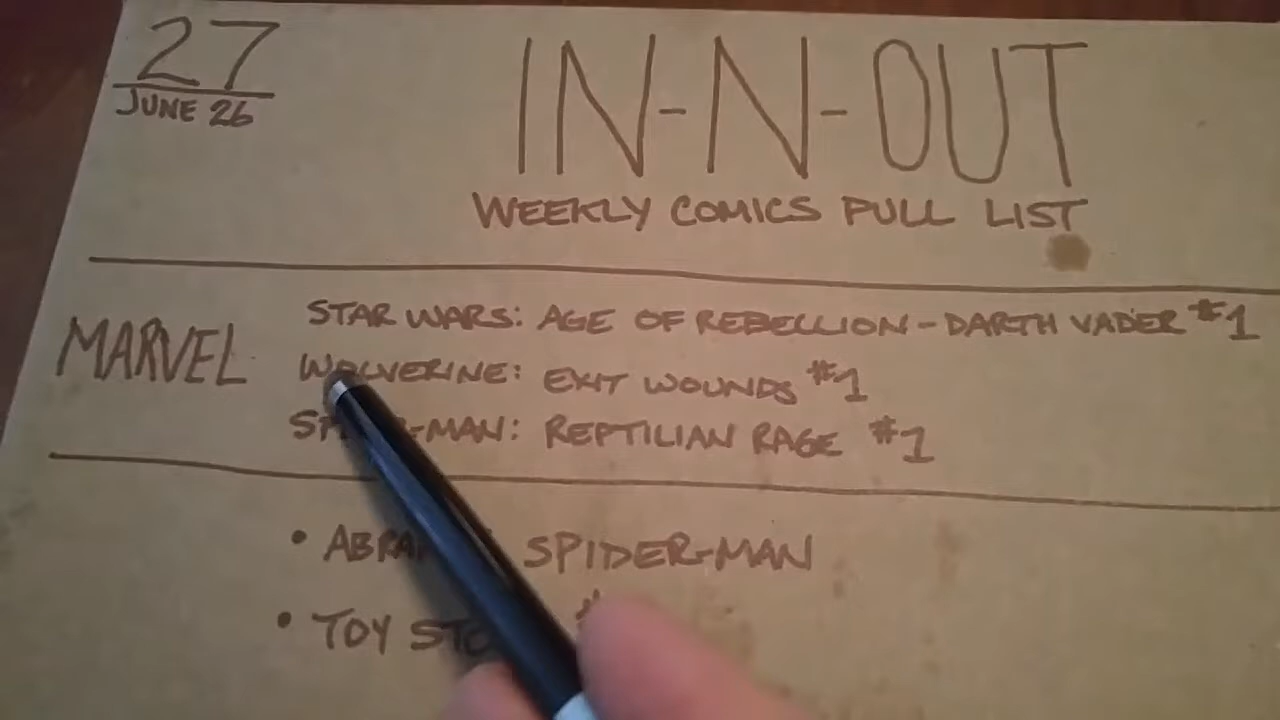 27
JUNE 26
IN-N-OUT
WEEKLY COMICS PULL LIST
MARVEL
STAR WARS: AGE OF REBELLION - DARTH VADER #1
WOLVERINE: EXIT WOUNDS #1
-MAN: REPTILIAN RAGE #1
• SPIDER-MAN
• TOY